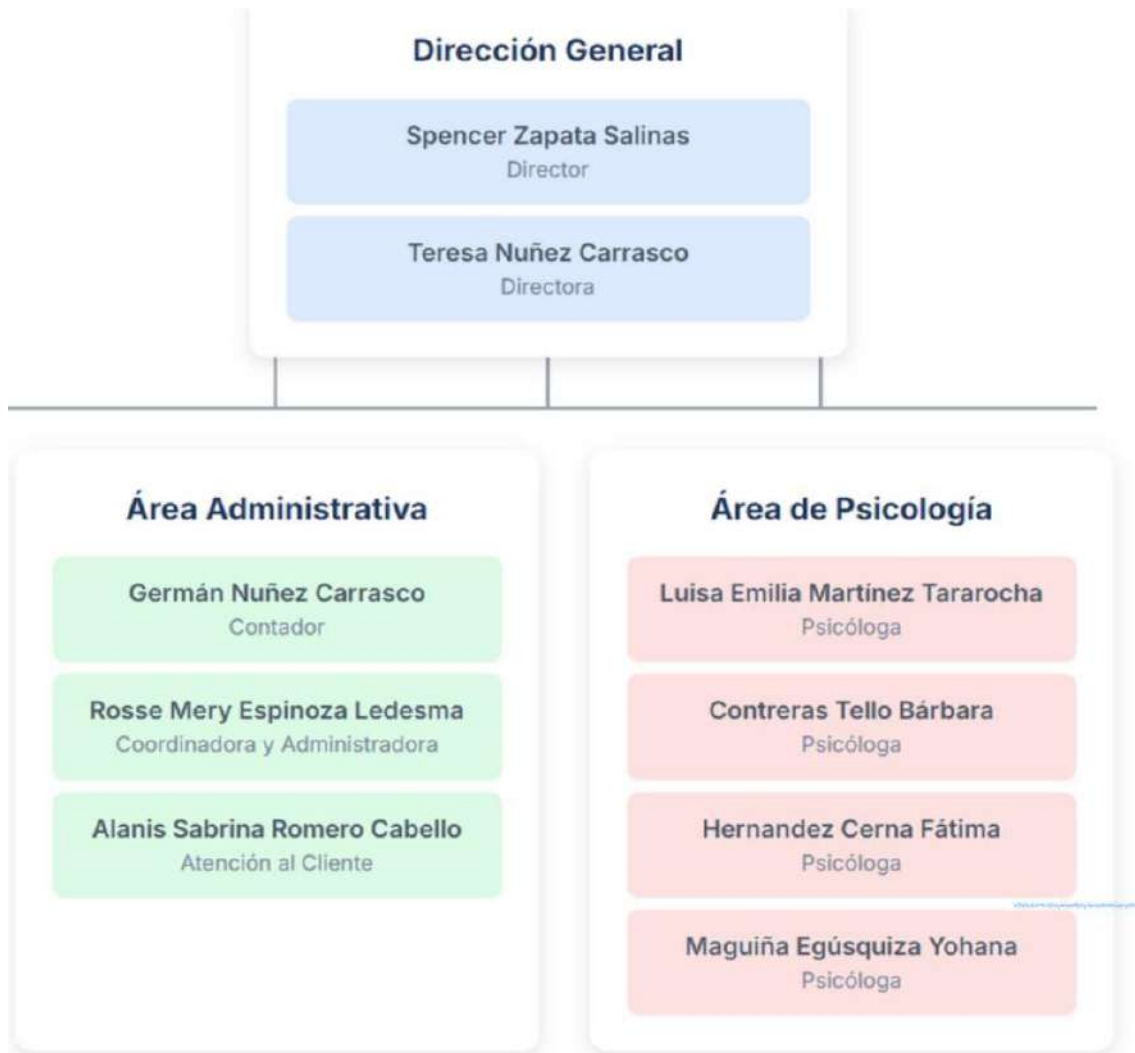 Dirección General
Spencer Zapata Salinas
Director
Teresa Nuñez Carrasco
Directora
Área Administrativa
Germán Nuñez Carrasco
Contador
Rosse Mery Espinoza Ledesma
Coordinadora y Administradora
Alanis Sabrina Romero Cabello
Atención al Cliente
Área de Psicología
Luisa Emilia Martínez Tararocha
Psicóloga
Contreras Tello Bárbara
Psicóloga
Hernandez Cerna Fátima
Psicóloga
Maguiña Egúsquiza Yohana
Psicóloga